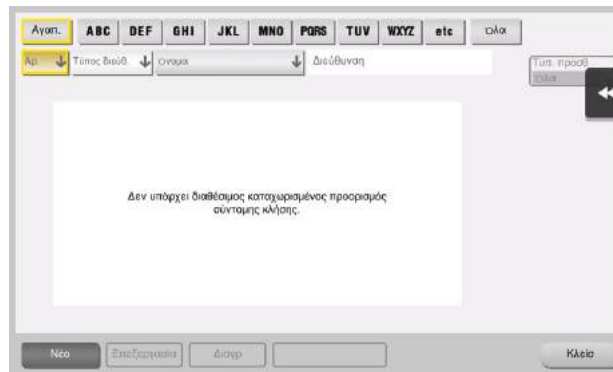 Αγαπ. ABC DEF GHI JKL MNO PQRS TUV WXYZ etc Όλα
Αρ. Τύπος διεύθ. Όνομα Διεύθυνση
Τύπ. προσθ
Όλα
Δεν υπάρχει διαθέσιμος καταχωρισμένος προορισμός
σύντομης κλήσης.
Νέο Επεξεργασία Διαγρ Κλείσ